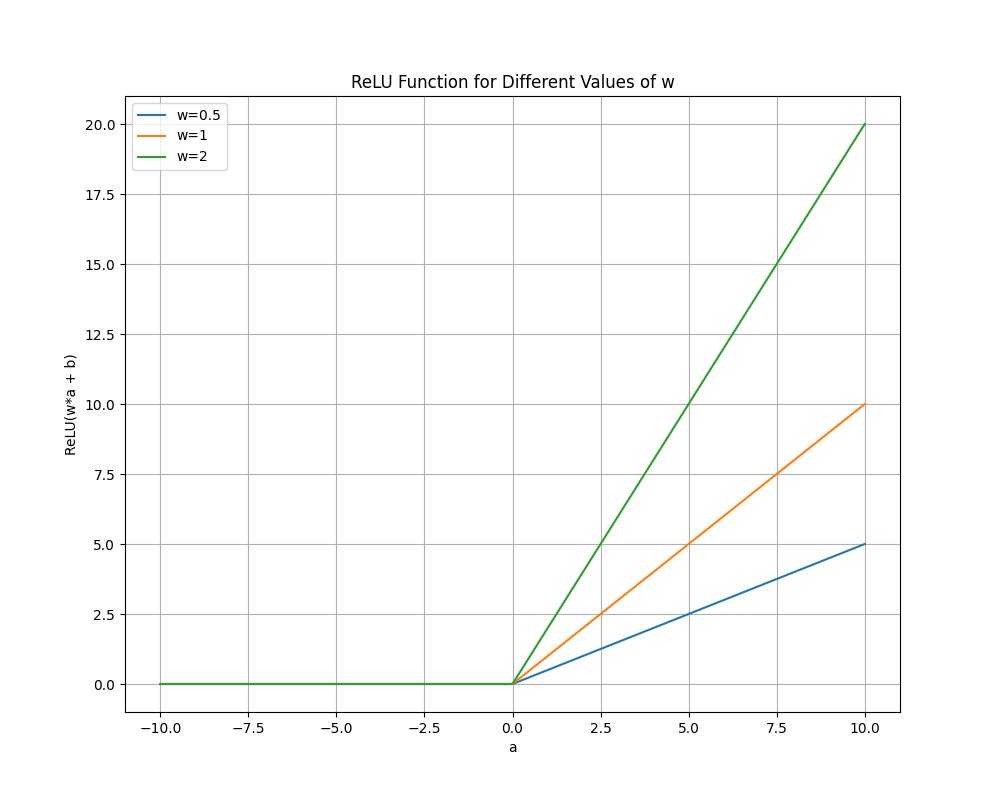 ReLU Function for Different Values of w
w=0.5
w=1
w=2
20.0
17.5
15.0
12.5
10.0
7.5
5.0
2.5
0.0
ReLU(w*a + b)
−10.0 −7.5 −5.0 −2.5 0.0 2.5 5.0 7.5 10.0
a